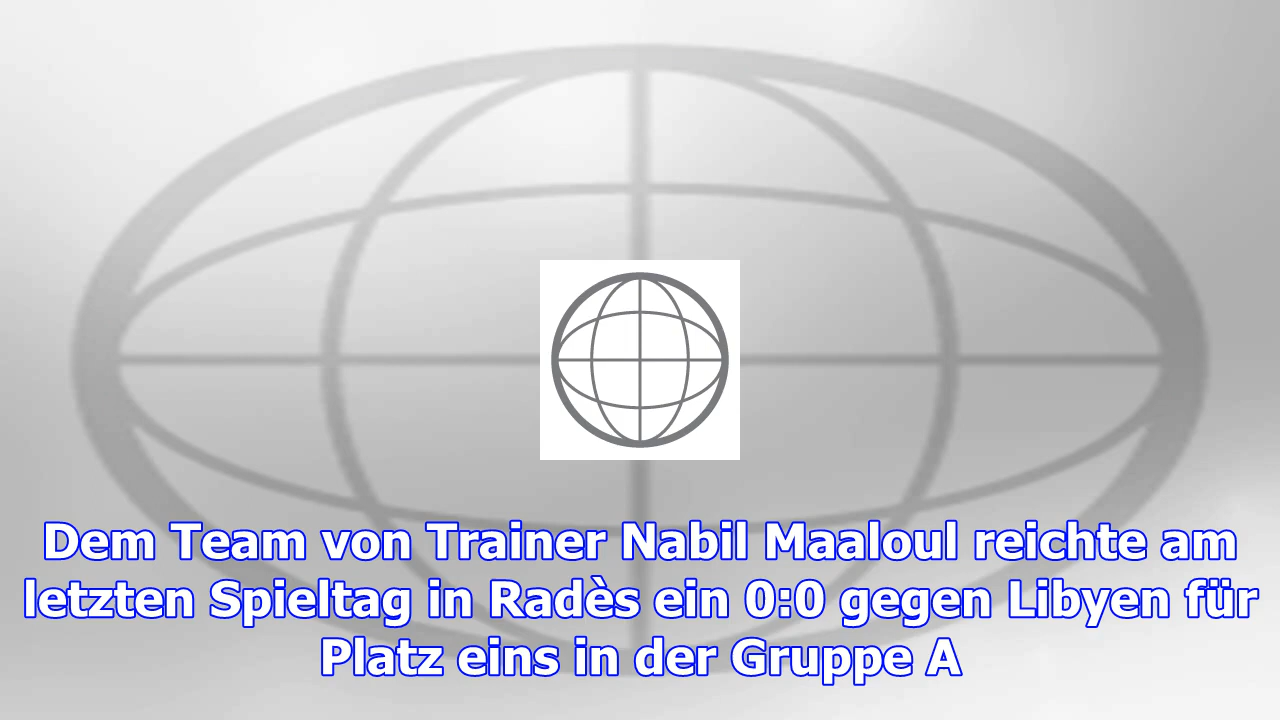 Dem Team von Trainer Nabil Maaloul reichte am
letzten Spieltag in Radès ein 0:0 gegen Libyen für
Platz eins in der Gruppe A